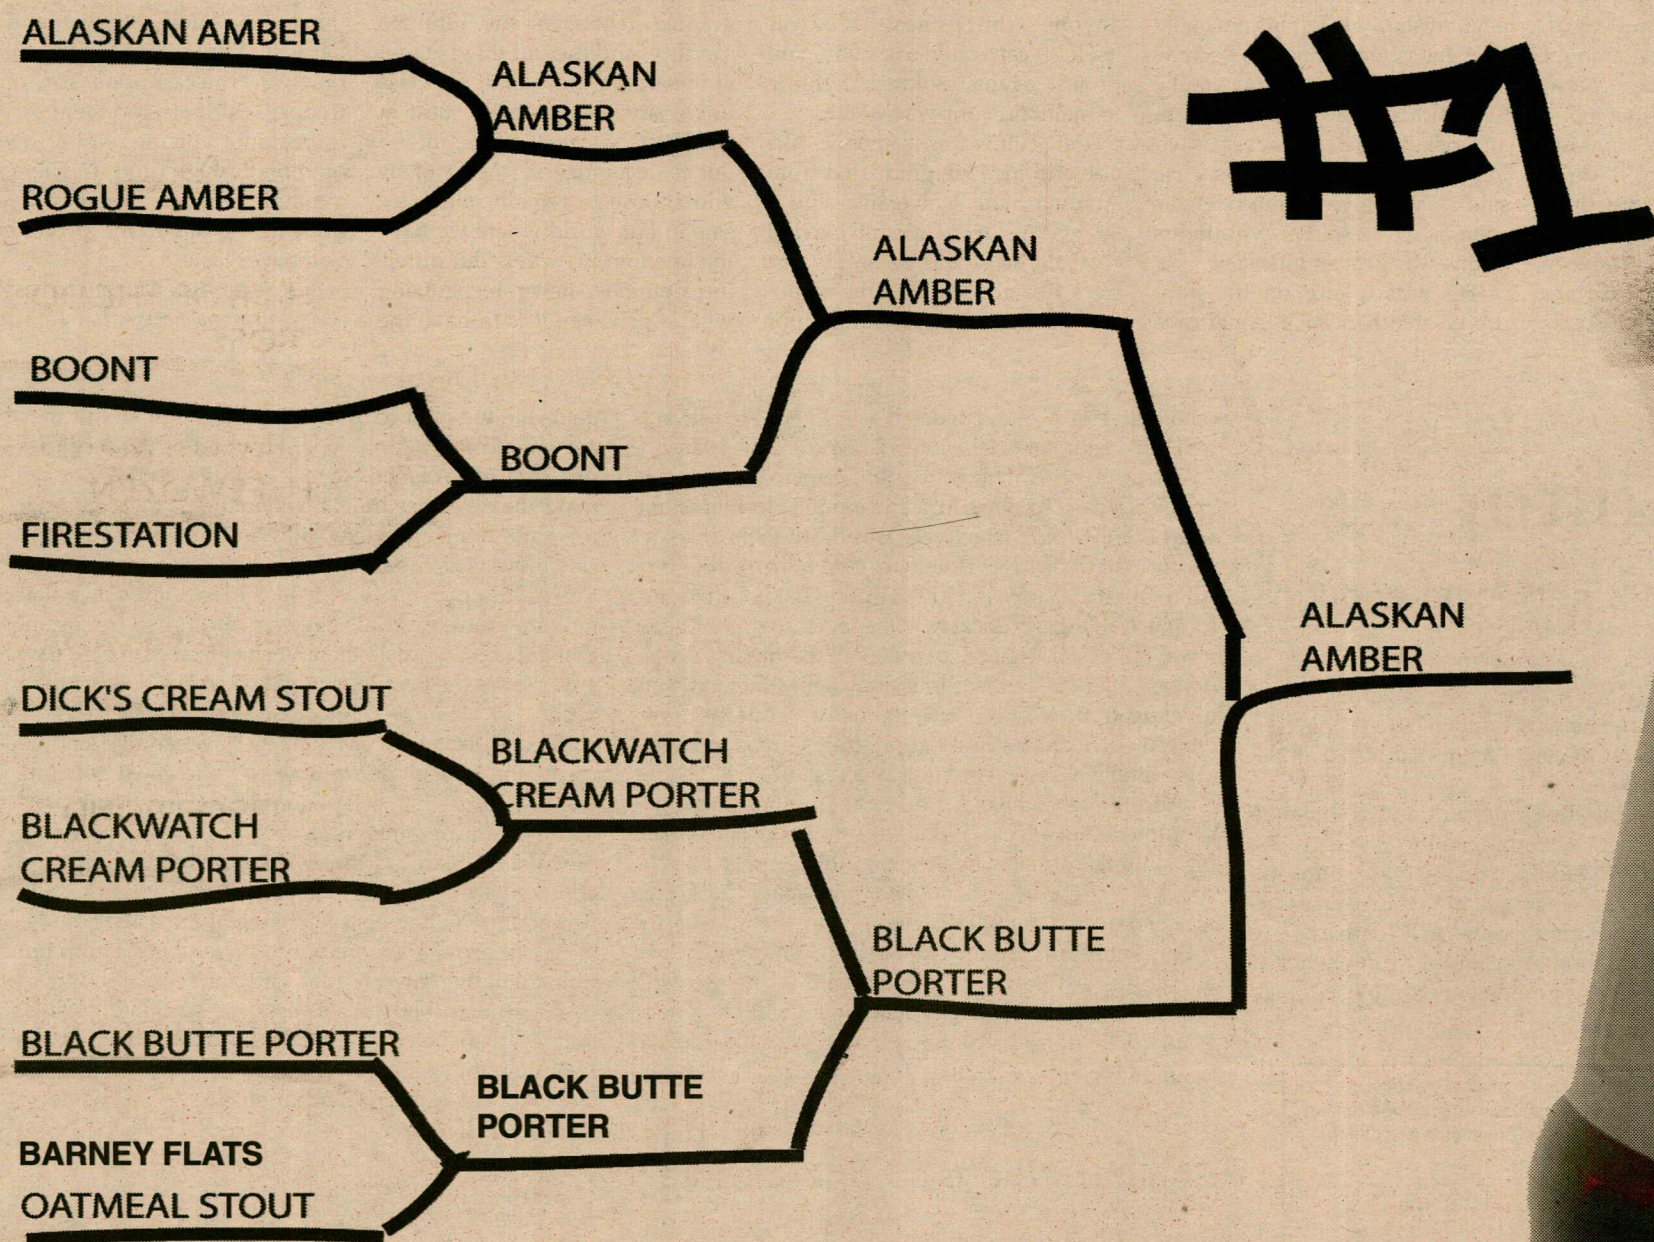 ALASKAN AMBER
ROGUE AMBER
BOONT
FIRESTATION
DICK'S CREAM STOUT
BLACKWATCH
CREAM PORTER
BLACK BUTTE PORTER
BARNEY FLATS
OATMEAL STOUT
ALASKAN
AMBER
BOONT
BLACKWATCH
CREAM PORTER
BLACK BUTTE
PORTER
ALASKAN
AMBER
BLACK BUTTE
PORTER
ALASKAN
AMBER
#1